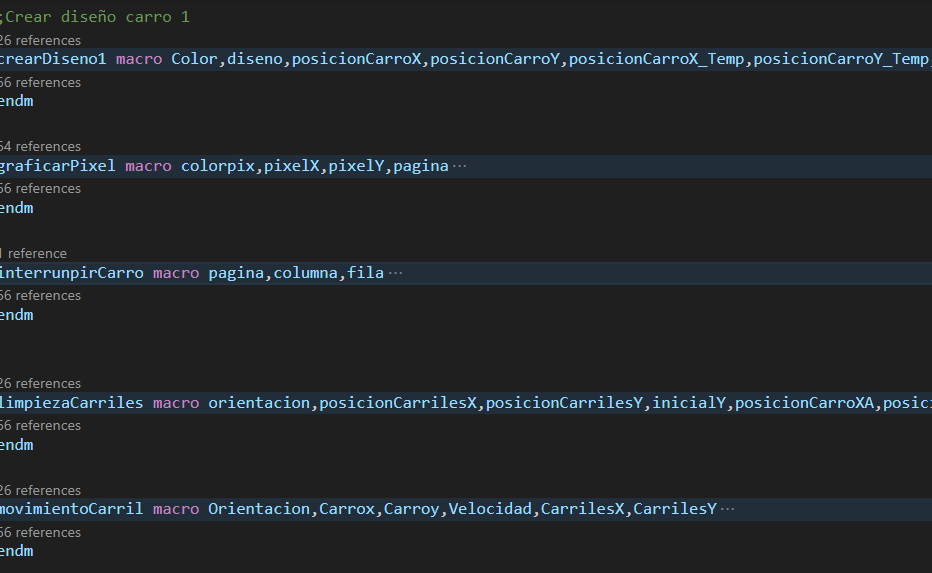 ;Crear diseño carro 1
26 references
crearDiseno1 macro Color,diseno,posicionCarroX,posicionCarroY,posicionCarroX_Temp,posicionCarroY_Temp,
56 references
endm
54 references
graficarPixel macro colorpix,pixelX,pixelY,pagina···
56 references
endm
1 reference
interrunpirCarro macro pagina,columna,fila···
56 references
endm
26 references
limpiezaCarriles macro orientacion,posicionCarrilesX,posicionCarrilesY,inicialY,posicionCarroXA,posici
56 references
endm
26 references
movimientoCarril macro Orientacion,Carrox,Carroy,Velocidad,CarrilesX,CarrilesY···
56 references
endm